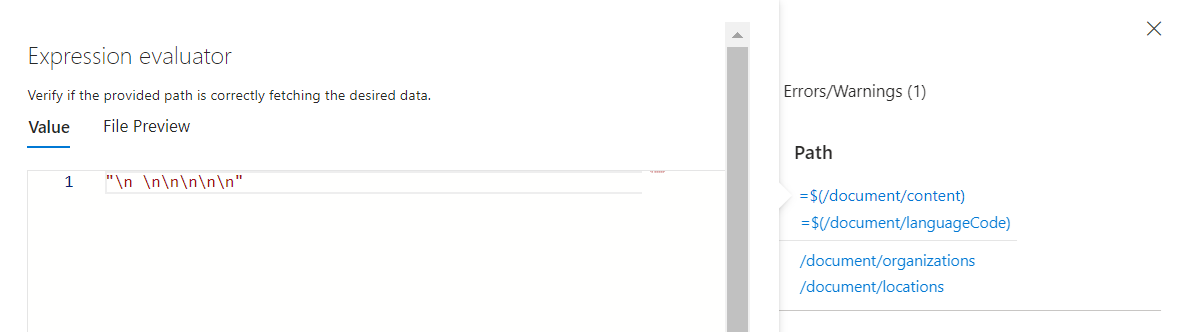 Expression evaluator
Verify if the provided path is correctly fetching the desired data.
Value File Preview
1 "\n \n\n\n\n\n"
Errors/Warnings (1)
Path
=$(/document/content)
=$(/document/languageCode)
/document/organizations
/document/locations